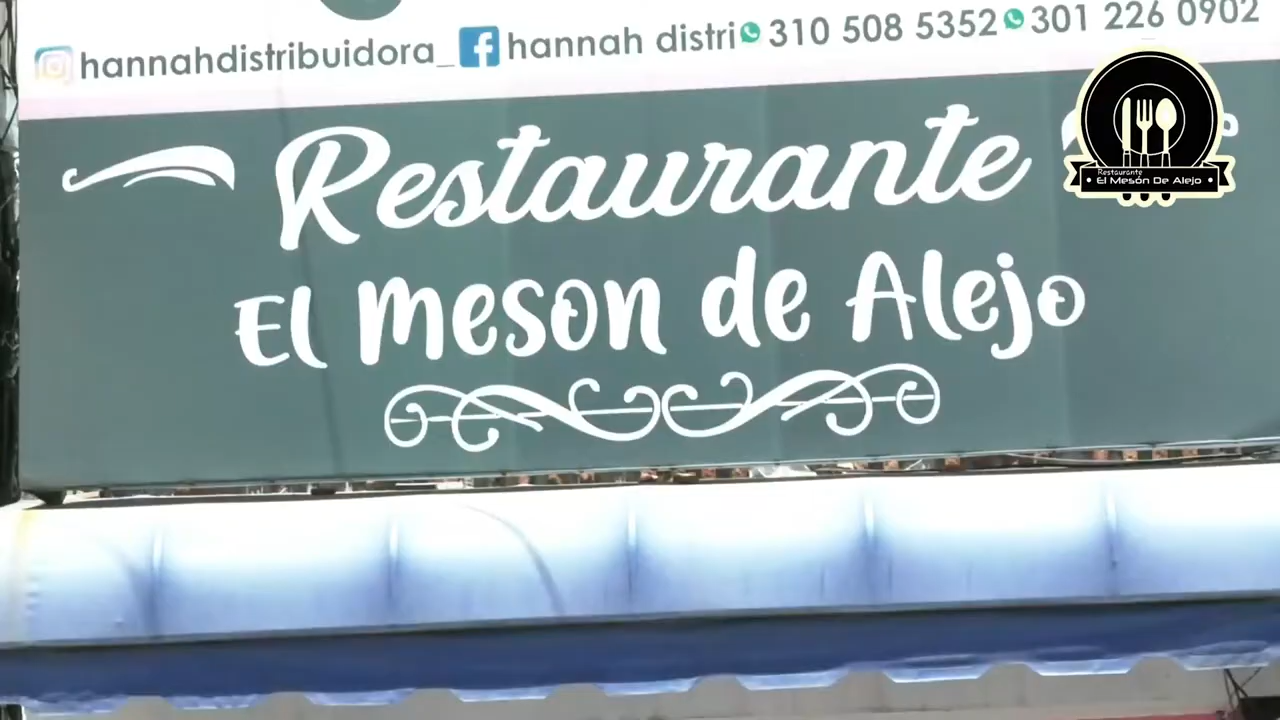 hannahdistribuidora_ hannah distri 310 508 5352 301 226 0902
Restaurante
El meson de Alejo
Restaurante
El Mesón De Alejo